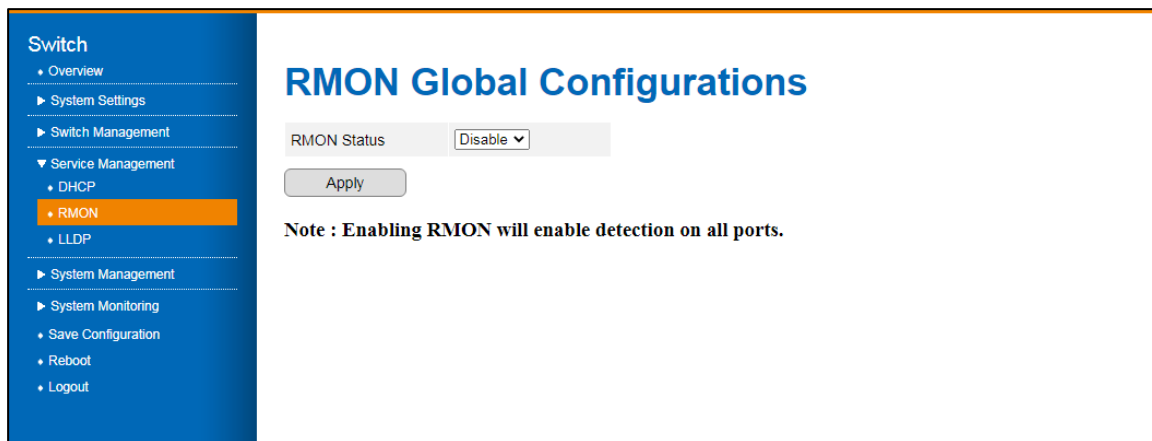 Switch
Overview
System Settings
Switch Management
Service Management
DHCP
RMON
LLDP
System Management
System Monitoring
Save Configuration
Reboot
Logout
RMON Global Configurations
RMON Status Disable
Apply
Note : Enabling RMON will enable detection on all ports.